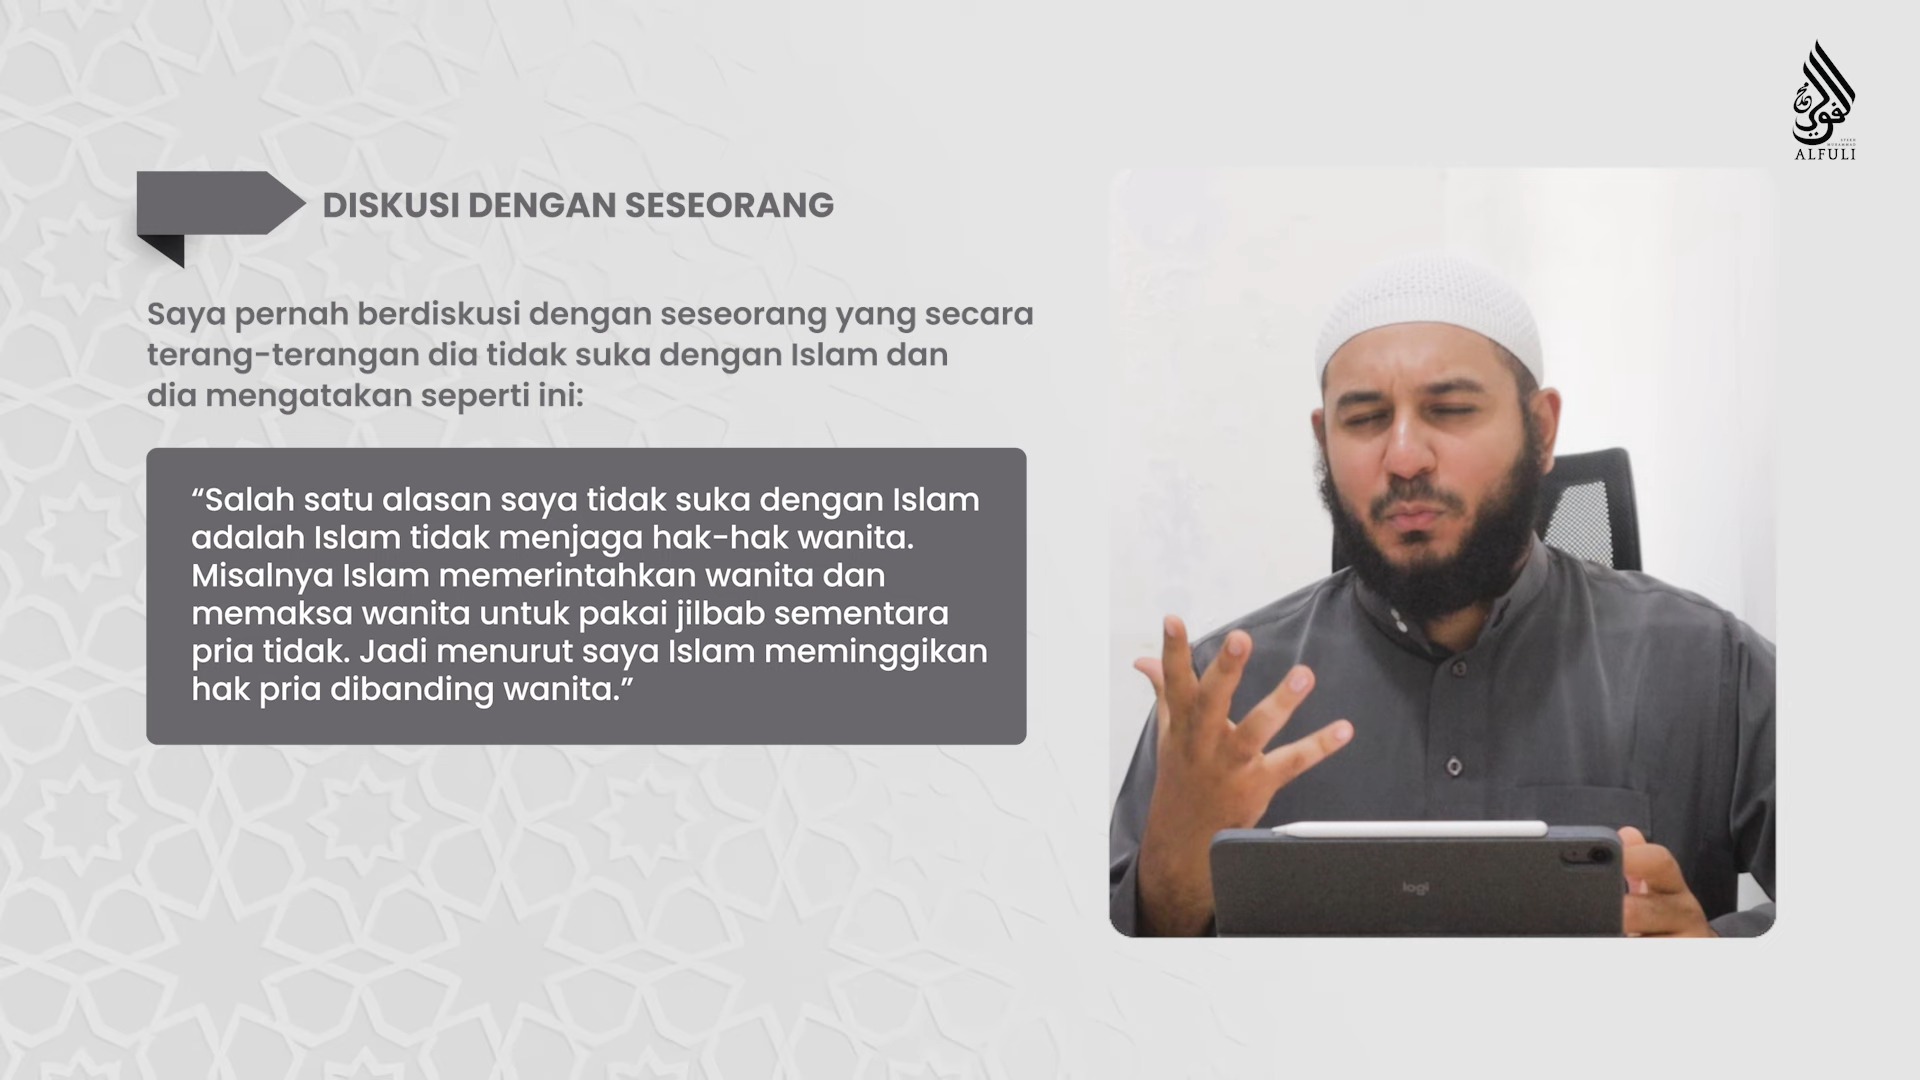 ALFULI
DISKUSI DENGAN SESEORANG
Saya pernah berdiskusi dengan seseorang yang secara
terang-terangan dia tidak suka dengan Islam dan
dia mengatakan seperti ini:
“Salah satu alasan saya tidak suka dengan Islam
adalah Islam tidak menjaga hak-hak wanita.
Misalnya Islam memerintahkan wanita dan
memaksa wanita untuk pakai jilbab sementara
pria tidak. Jadi menurut saya Islam meminggikan
hak pria dibanding wanita.”
logi